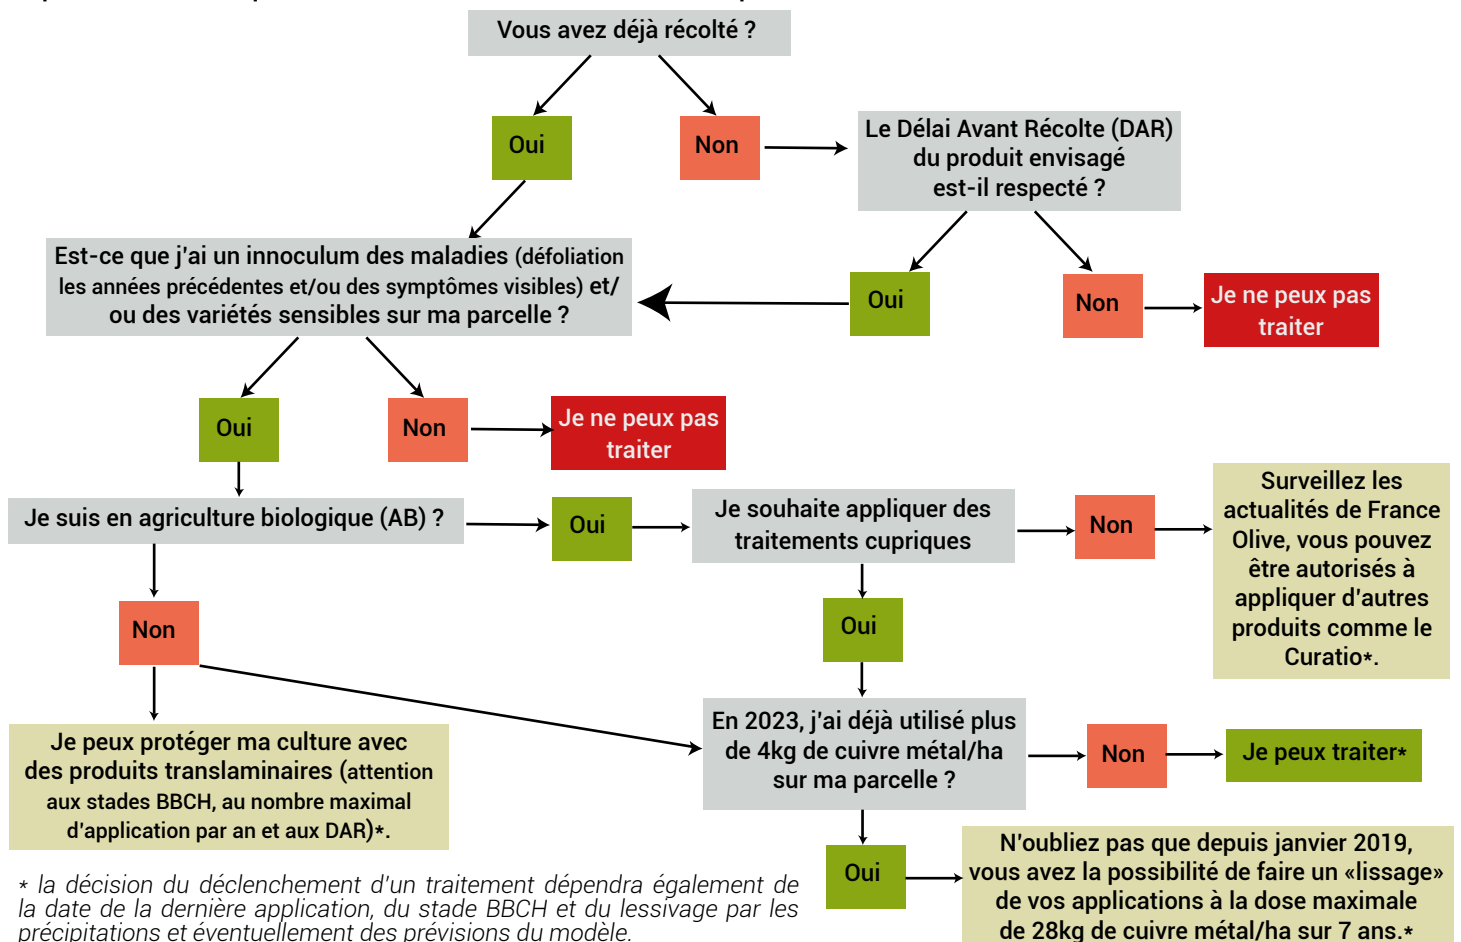 Vous avez déjà récolté ?
Oui
Non
Le Délai Avant Récolte (DAR)
du produit envisagé
est-il respecté ?
Est-ce que j'ai un innoculum des maladies (défoliation
les années précédentes et/ou des symptômes visibles) et/
ou des variétés sensibles sur ma parcelle ?
Oui
Non
Je ne peux pas
traiter
Oui
Non
Je ne peux pas
traiter
Je suis en agriculture biologique (AB) ?
Oui
Je souhaite appliquer des
traitements cupriques
Non
Surveillez les
actualités de France
Olive, vous pouvez
être autorisés à
appliquer d'autres
produits comme le
Curatio*.
Non
Oui
Je peux protéger ma culture avec
des produits translaminaires (attention
aux stades BBCH, au nombre maximal
d'application par an et aux DAR)*.
En 2023, j'ai déjà utilisé plus
de 4kg de cuivre métal/ha
sur ma parcelle ?
Non
Je peux traiter*
Oui
N'oubliez pas que depuis janvier 2019,
vous avez la possibilité de faire un «lissage»
de vos applications à la dose maximale
de 28kg de cuivre métal/ha sur 7 ans.*
* la décision du déclenchement d'un traitement dépendra également de
la date de la dernière application, du stade BBCH et du lessivage par les
précipitations et éventuellement des prévisions du modèle.